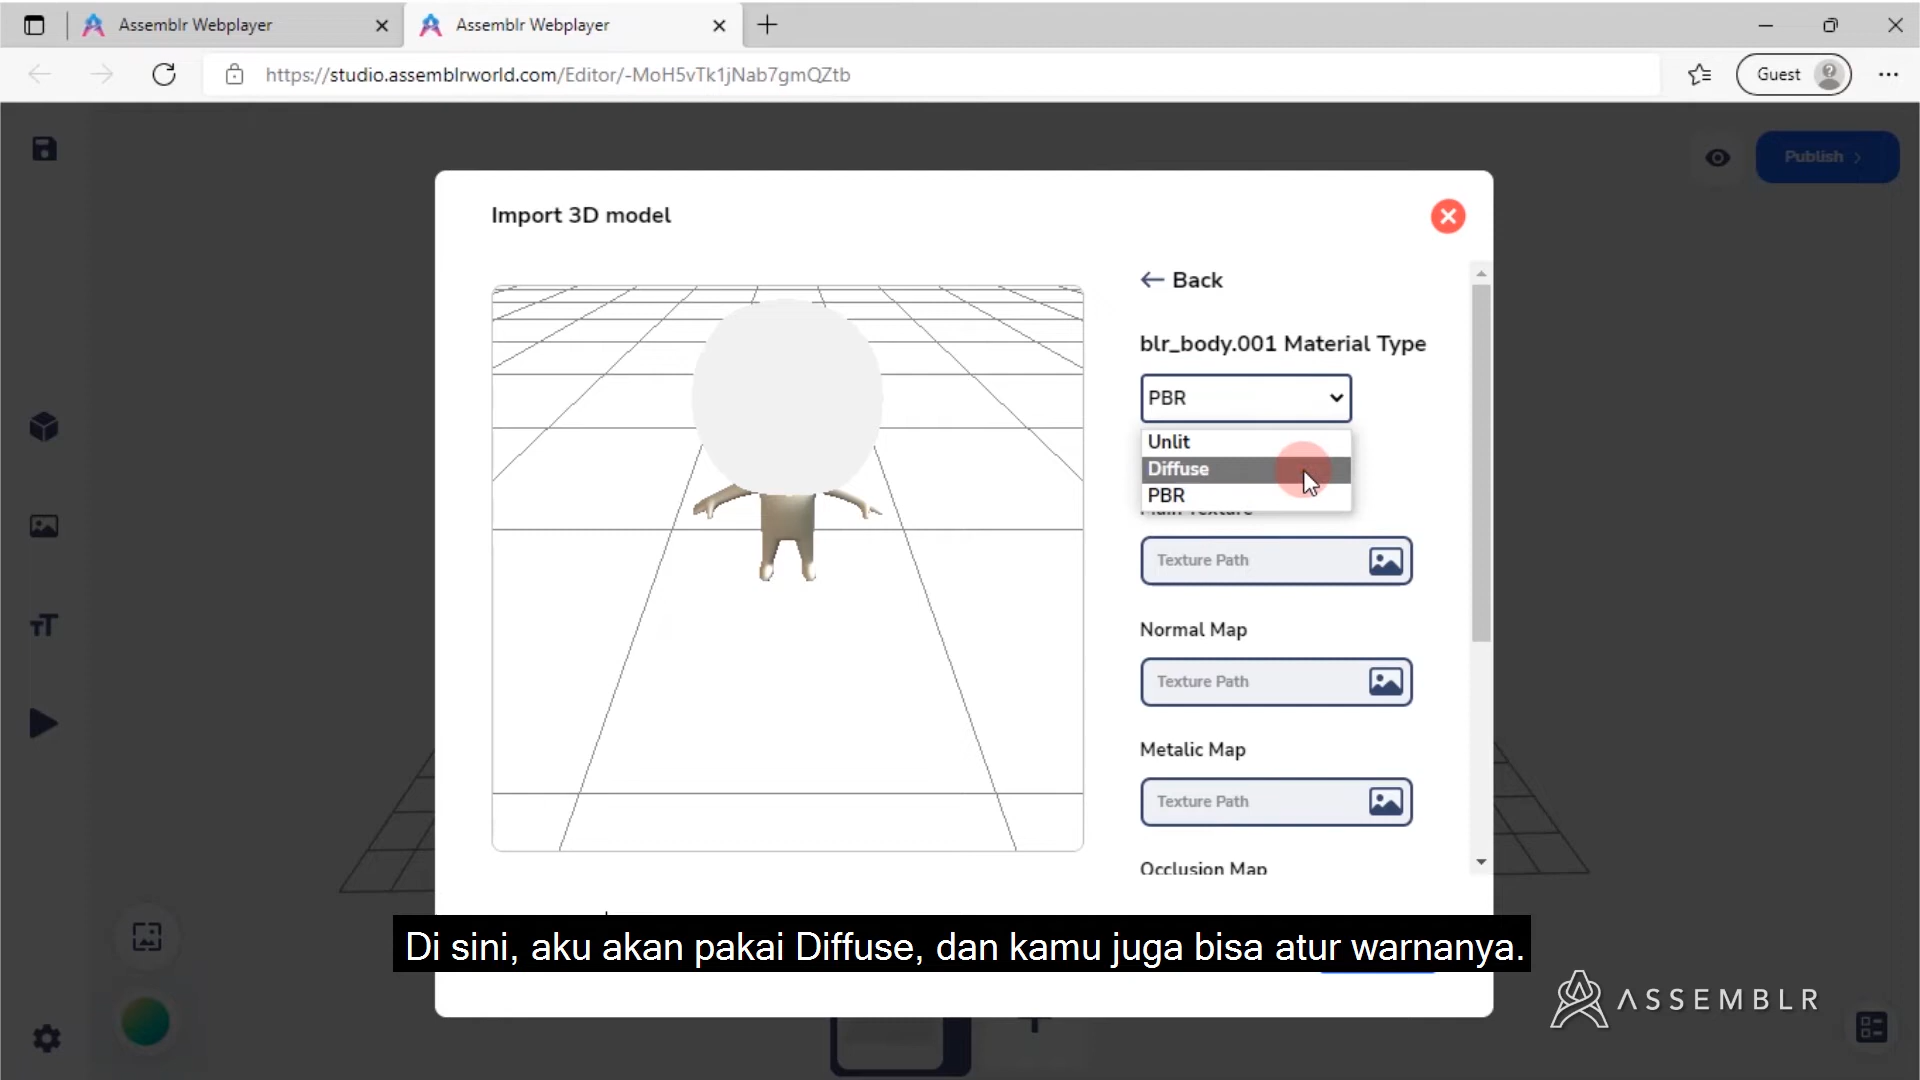 Assemblr Webplayer
Assemblr Webplayer
https://studio.assemblrworld.com/Editor/-MoH5vTk1jNab7gmQZtb
Guest
Publish
Import 3D model
Back
blr_body.001 Material Type
PBR
Unlit
Diffuse
PBR
Main Texture
Texture Path
Normal Map
Texture Path
Metalic Map
Texture Path
Occlusion Map
Di sini, aku akan pakai Diffuse, dan kamu juga bisa atur warnanya.
ASSEMBLR